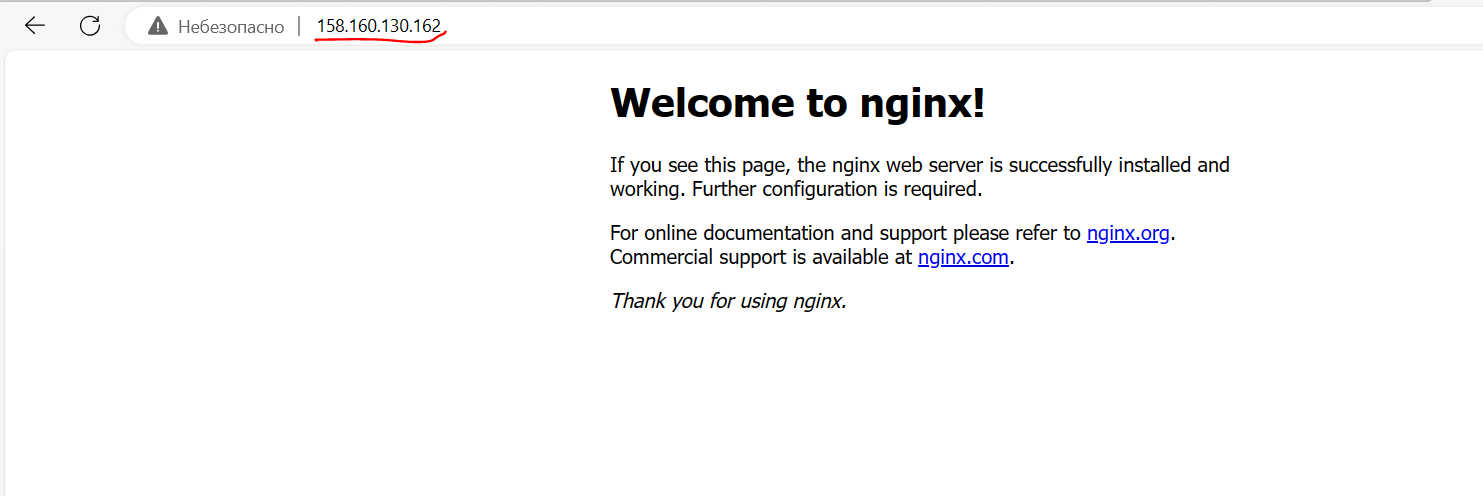 Небезопасно | 158.160.130.162
Welcome to nginx!
If you see this page, the nginx web server is successfully installed and
working. Further configuration is required.
For online documentation and support please refer to nginx.org.
Commercial support is available at nginx.com.
Thank you for using nginx.